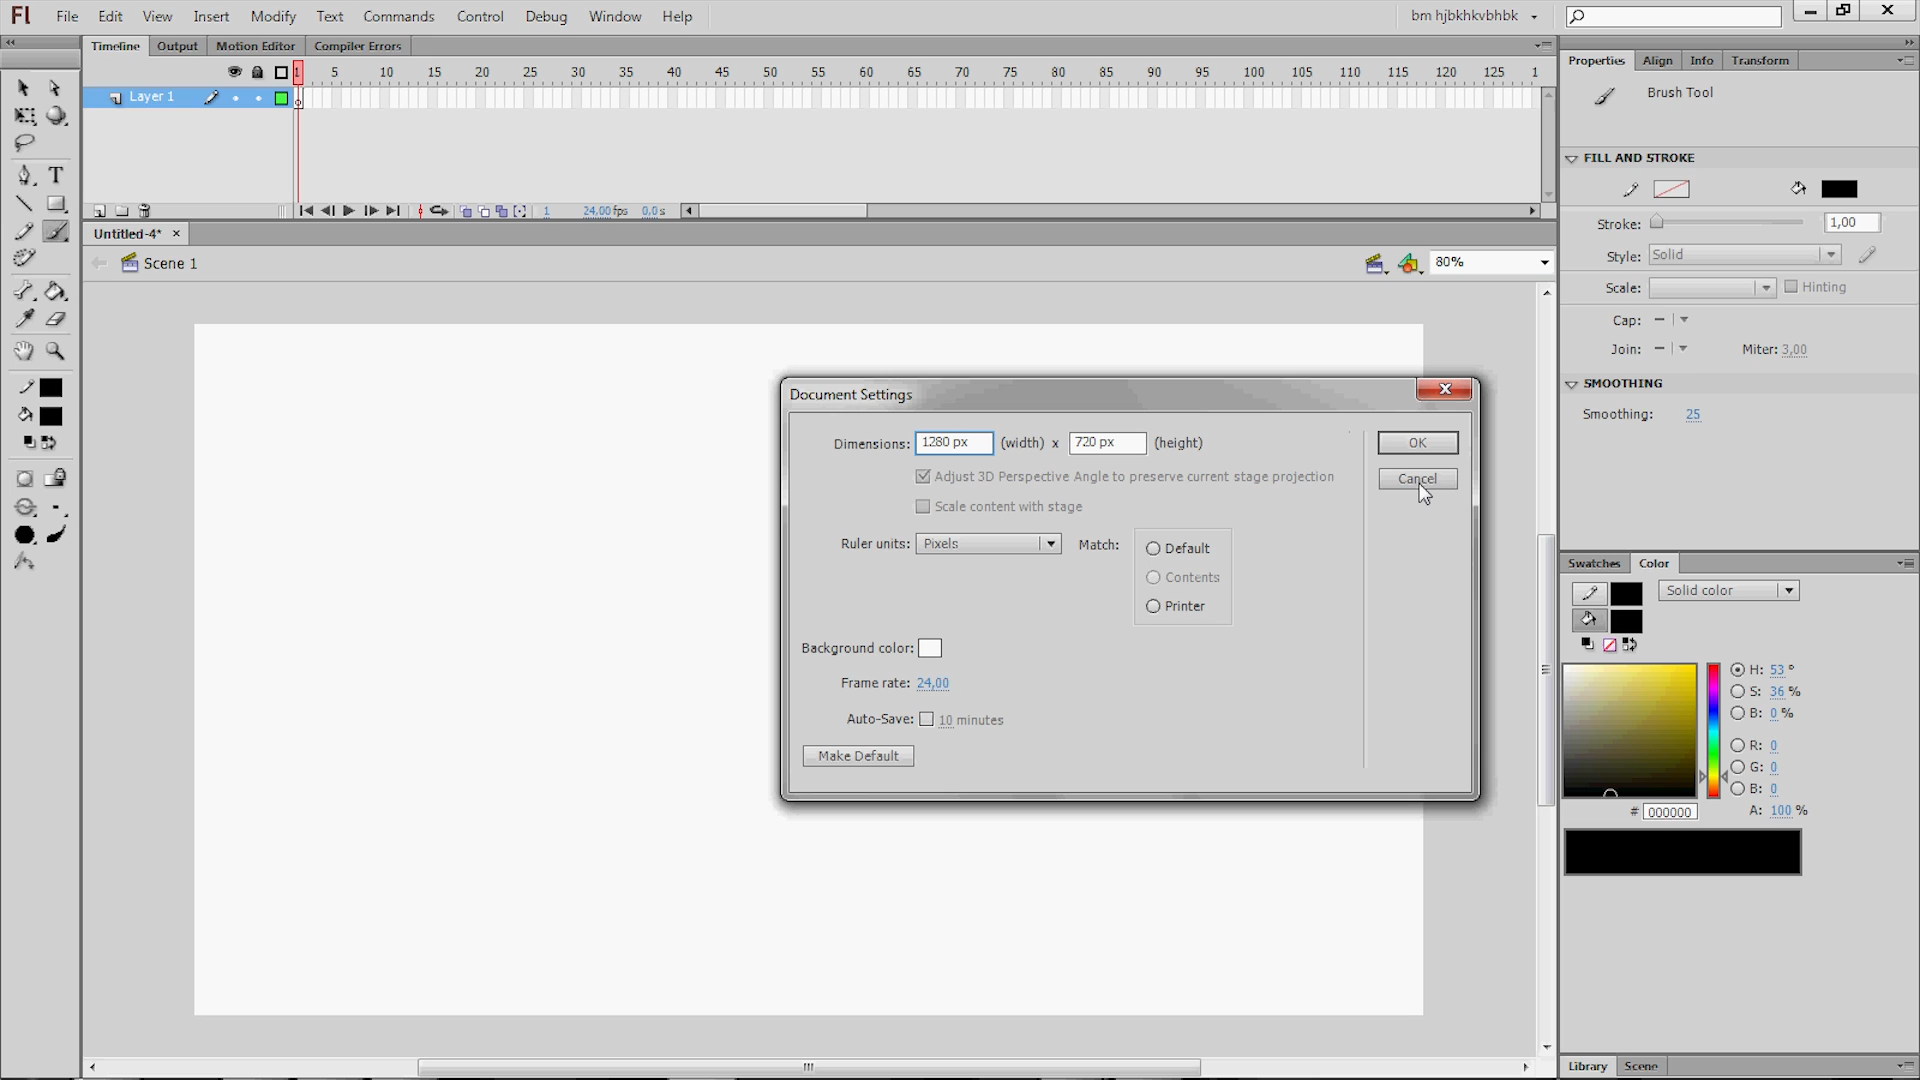 Fl File Edit View Insert Modify Text Commands Control Debug Window Help bm hjbkhkvbhbk
Timeline Output Motion Editor Compiler Errors
1 5 10 15 20 25 30 35 40 45 50 55 60 65 70 75 80 85 90 95 100 105 110 115 120 125 1
Layer 1
1 24,00 fps 0,0 s
Untitled-4* ×
Scene 1
80%
Document Settings
Dimensions: 1280 px (width) x 720 px (height)
Adjust 3D Perspective Angle to preserve current stage projection
Scale content with stage
Ruler units: Pixels
Match:
Default
Contents
Printer
Background color:
Frame rate: 24,00
Auto-Save: 10 minutes
Make Default
OK
Cancel
Properties Align Info Transform
Brush Tool
FILL AND STROKE
Stroke: 1,00
Style: Solid
Scale: Hinting
Cap:
Join: Miter: 3,00
SMOOTHING
Smoothing: 25
Swatches Color
Solid color
H: 53 °
S: 36 %
B: 0 %
R: 0
G: 0
B: 0
# 000000
A: 100 %
Library Scene